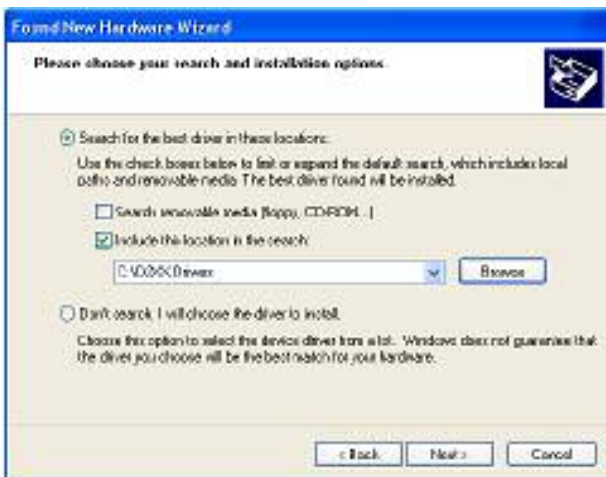 Found New Hardware Wizard
Please choose your search and installation options.
Search for the best driver in these locations.
Use the check boxes below to limit or expand the default search, which includes local
paths and removable media. The best driver found will be installed.
Search removable media (floppy, CD-ROM...)
Include this location in the search:
Browse
Don't search. I will choose the driver to install.
Choose this option to select the device driver from a list. Windows does not guarantee that
the driver you choose will be the best match for your hardware.
< Back
Next >
Cancel